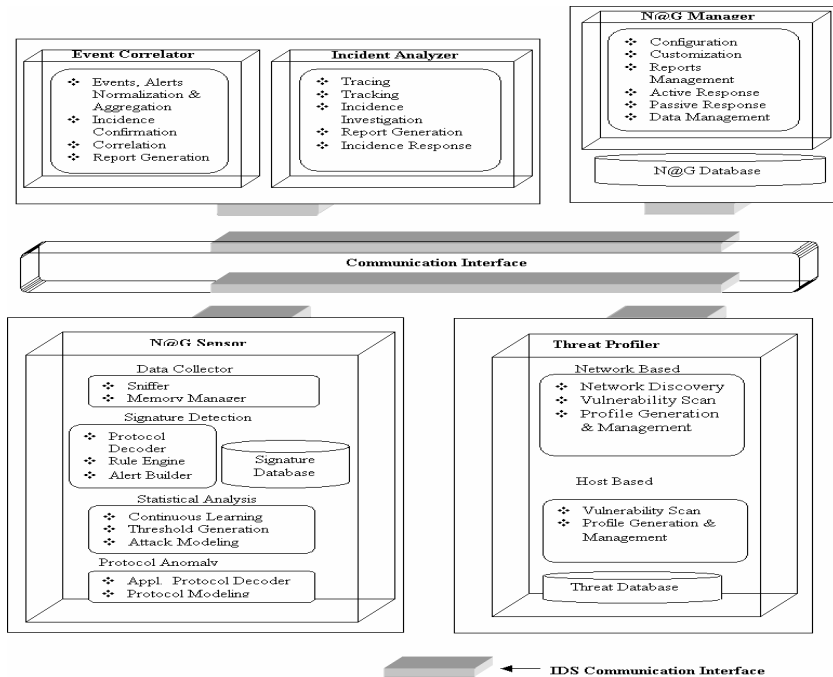 Event Correlator
Events, Alerts
Normalization &
Aggregation
Incidence
Confirmation
Correlation
Report Generation
Incident Analyzer
Tracing
Tracking
Incidence
Investigation
Report Generation
Incidence Response
N@G Manager
Configuration
Customization
Reports
Management
Active Response
Passive Response
Data Management
N@G Database
Communication Interface
N@G Sensor
Data Collector
Sniffer
Memory Manager
Signature Detection
Protocol
Decoder
Rule Engine
Alert Builder
Signature
Database
Statistical Analysis
Continuous Learning
Threshold Generation
Attack Modeling
Protocol Anomaly
Appl. Protocol Decoder
Protocol Modeling
Threat Profiler
Network Based
Network Discovery
Vulnerability Scan
Profile Generation
& Management
Host Based
Vulnerability Scan
Profile Generation &
Management
Threat Database
IDS Communication Interface